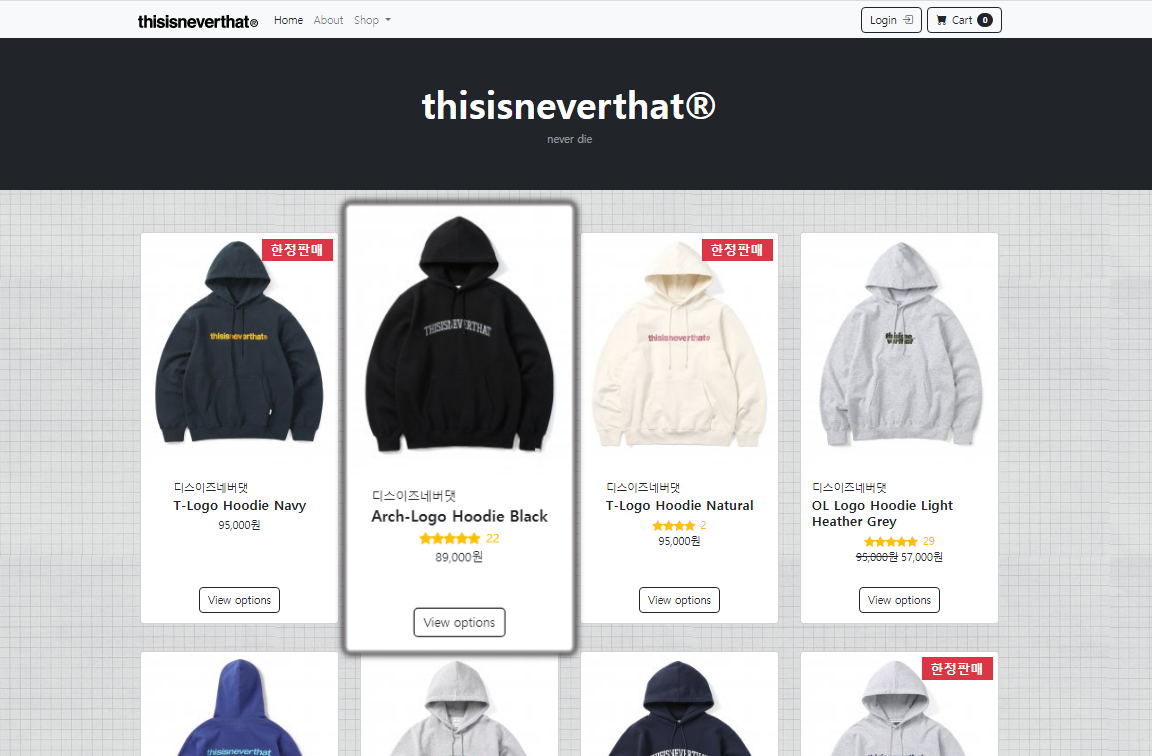 thisisneverthat® Home About Shop Login Cart 0
thisisneverthat®
never die
한정판매
thisisneverthat®
디스이즈네버댓
T-Logo Hoodie Navy
95,000원
View options
THISISNEVERTHAT
디스이즈네버댓
Arch-Logo Hoodie Black
22
89,000원
View options
한정판매
thisisneverthat®
디스이즈네버댓
T-Logo Hoodie Natural
2
95,000원
View options
thisisne
verthat
디스이즈네버댓
OL Logo Hoodie Light
Heather Grey
29
95,000원 57,000원
View options
thisisneverthat
THISISNEVERTHAT
한정판매
thisisneverthat